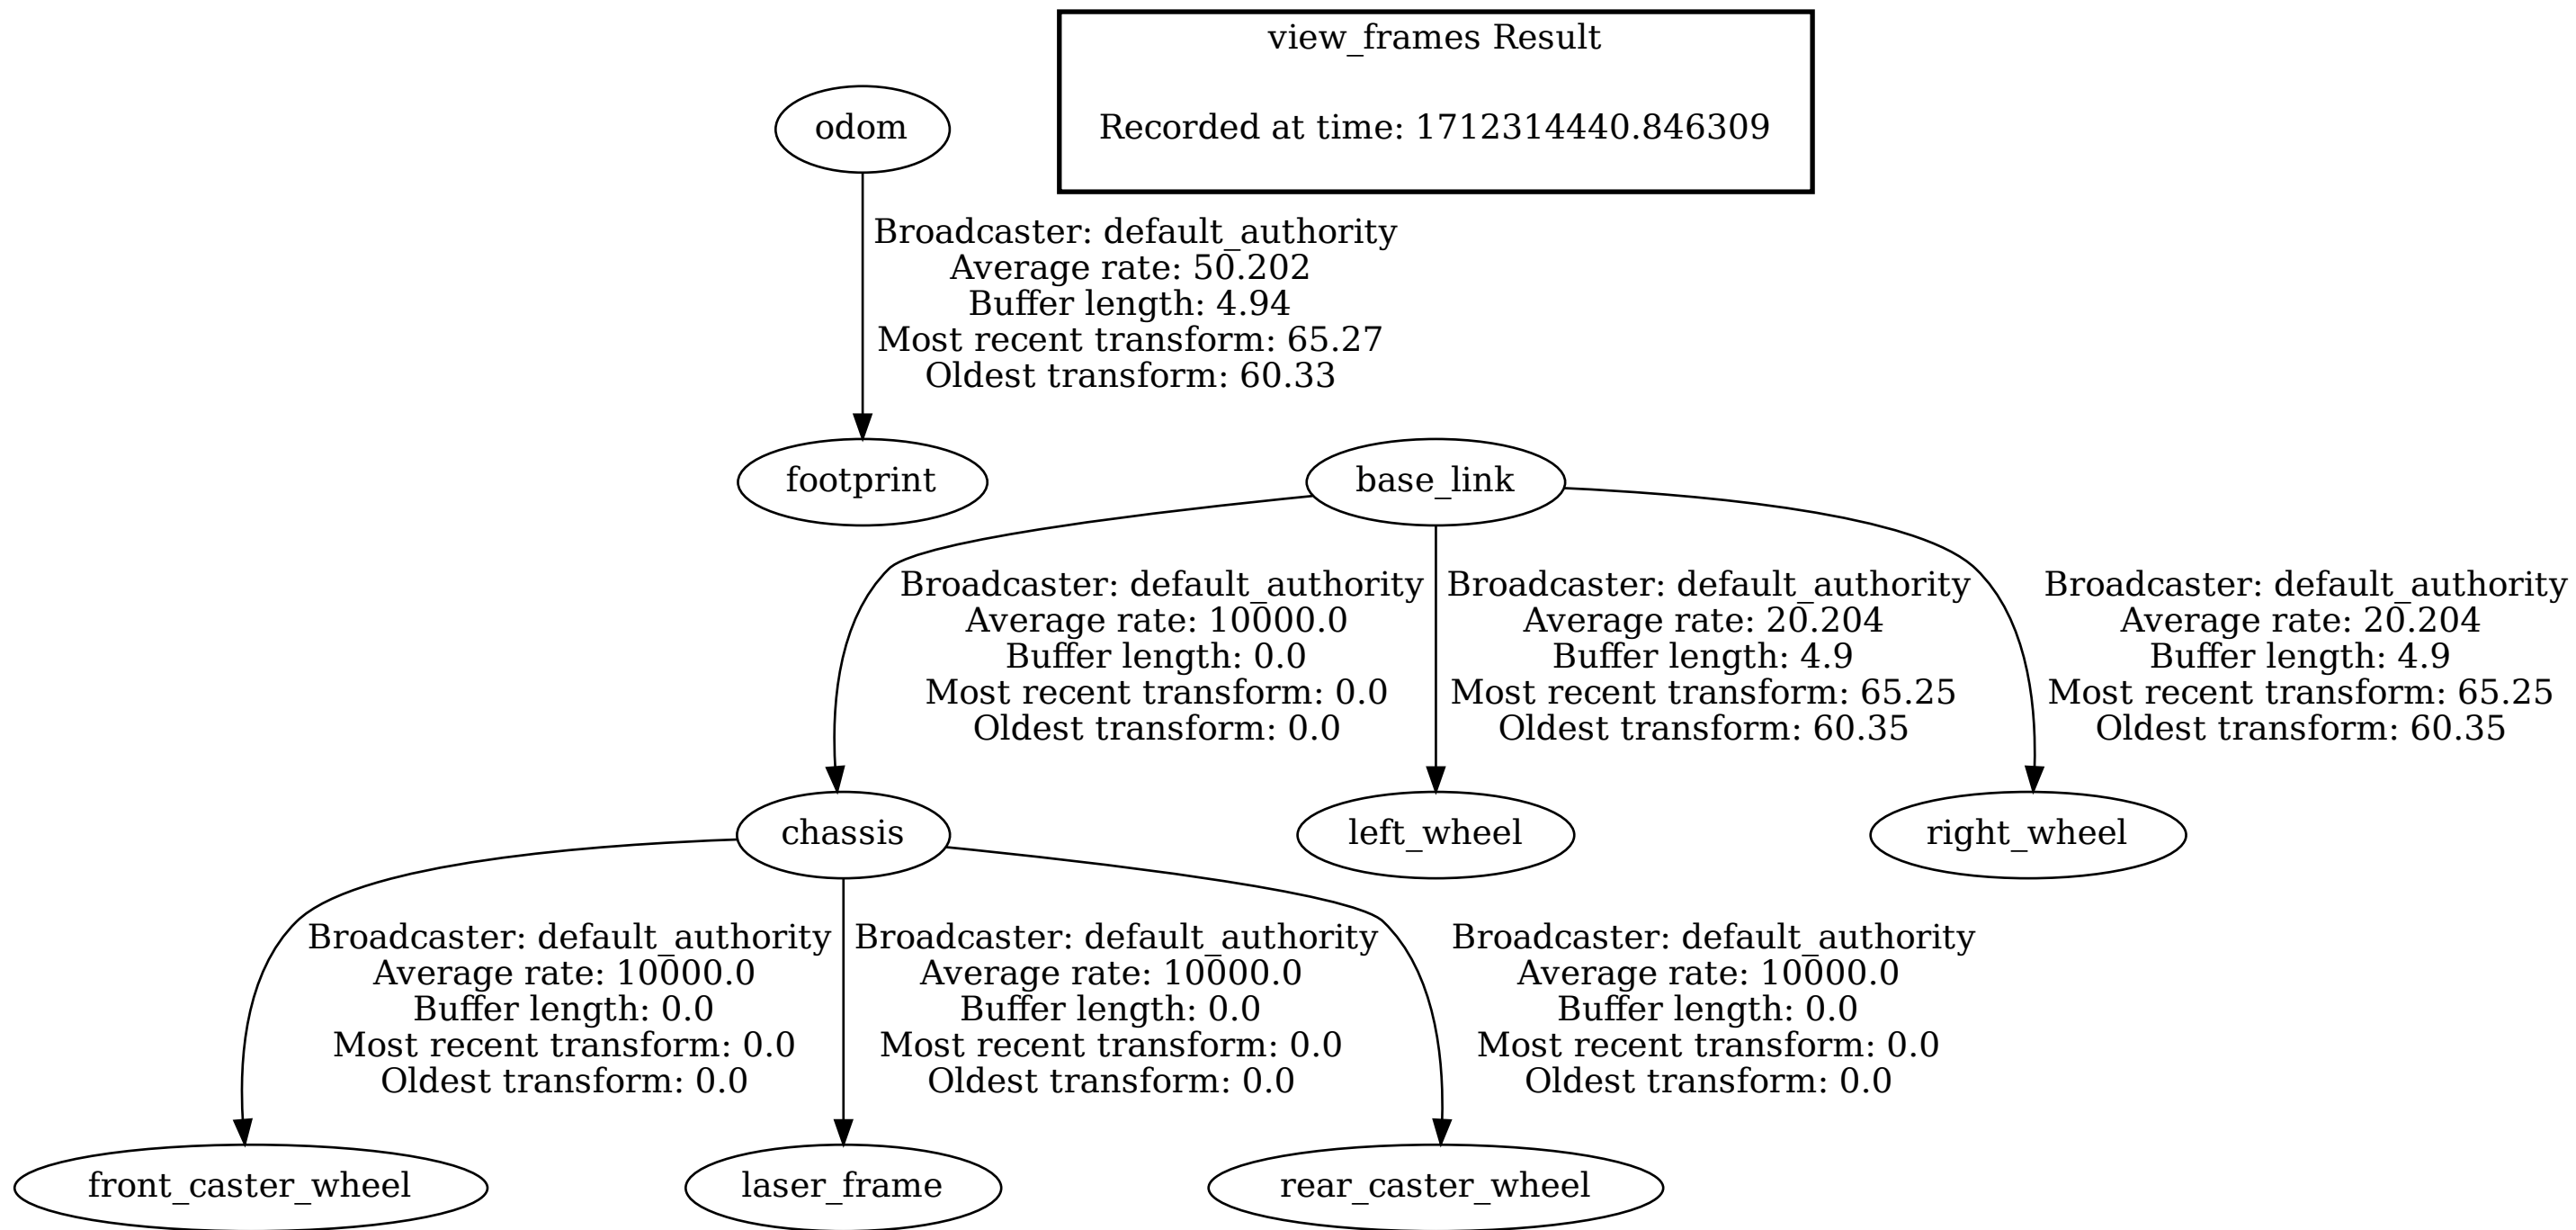 view_frames Result
Recorded at time: 1712314440.846309
odom
Broadcaster: default_authority
Average rate: 50.202
Buffer length: 4.94
Most recent transform: 65.27
Oldest transform: 60.33
footprint
base_link
Broadcaster: default_authority
Average rate: 10000.0
Buffer length: 0.0
Most recent transform: 0.0
Oldest transform: 0.0
Broadcaster: default_authority
Average rate: 20.204
Buffer length: 4.9
Most recent transform: 65.25
Oldest transform: 60.35
Broadcaster: default_authority
Average rate: 20.204
Buffer length: 4.9
Most recent transform: 65.25
Oldest transform: 60.35
chassis
left_wheel
right_wheel
Broadcaster: default_authority
Average rate: 10000.0
Buffer length: 0.0
Most recent transform: 0.0
Oldest transform: 0.0
Broadcaster: default_authority
Average rate: 10000.0
Buffer length: 0.0
Most recent transform: 0.0
Oldest transform: 0.0
Broadcaster: default_authority
Average rate: 10000.0
Buffer length: 0.0
Most recent transform: 0.0
Oldest transform: 0.0
front_caster_wheel
laser_frame
rear_caster_wheel